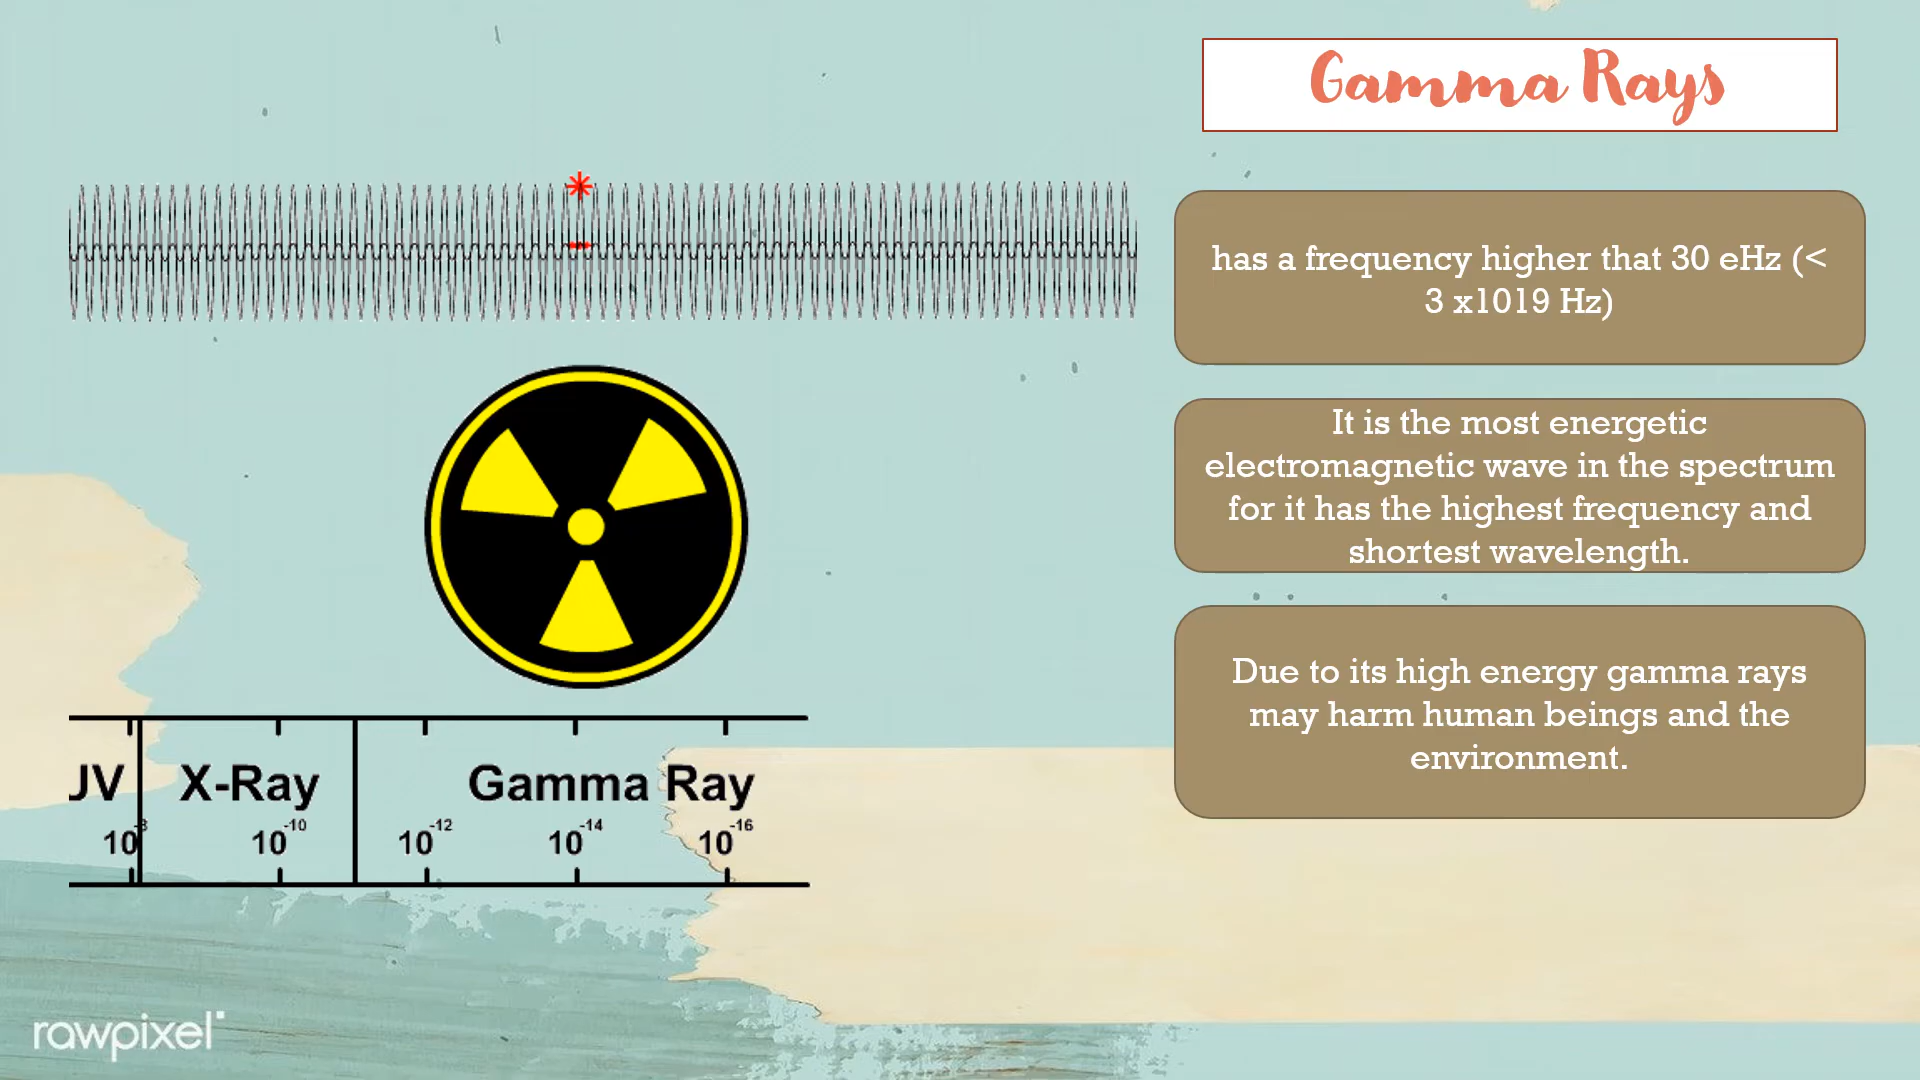 Gamma Rays
has a frequency higher that 30 eHz (<
3 x1019 Hz)
It is the most energetic
electromagnetic wave in the spectrum
for it has the highest frequency and
shortest wavelength.
Due to its high energy gamma rays
may harm human beings and the
environment.
UV X-Ray Gamma Ray
10-8 10-10 10-12 10-14 10-16
rawpixel